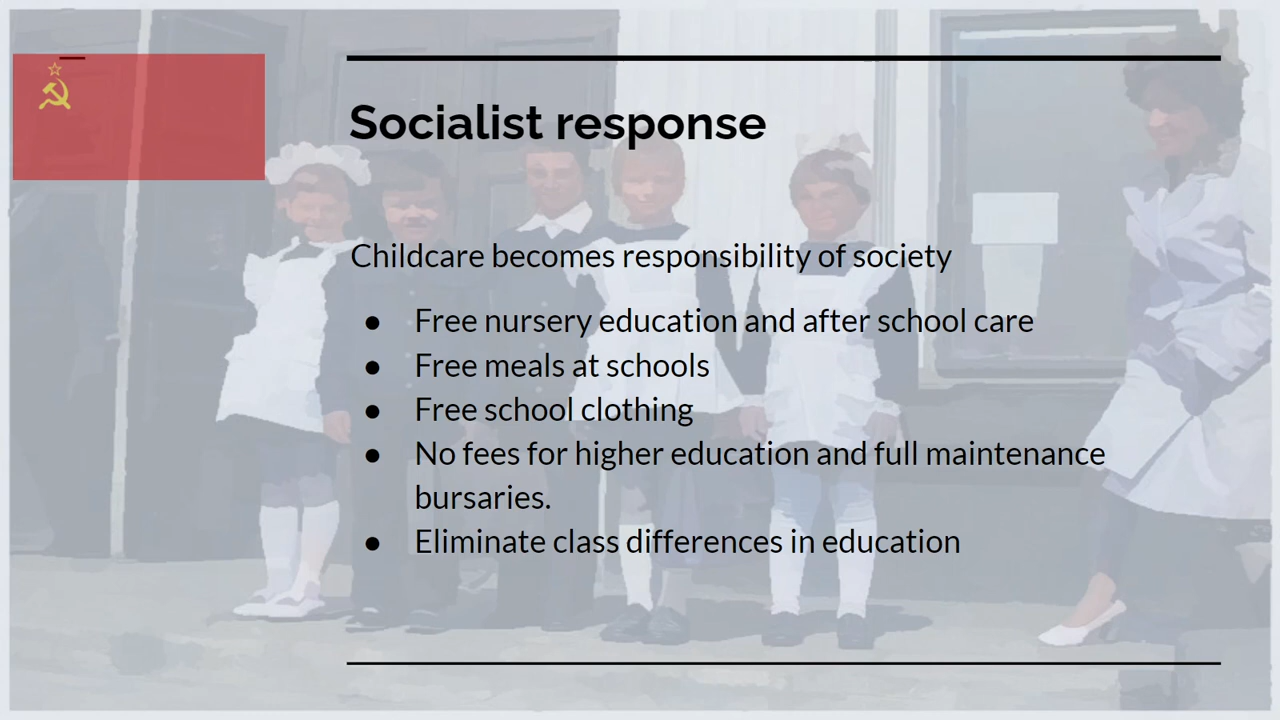 Socialist response
Childcare becomes responsibility of society
● Free nursery education and after school care
● Free meals at schools
● Free school clothing
● No fees for higher education and full maintenance
bursaries.
● Eliminate class differences in education